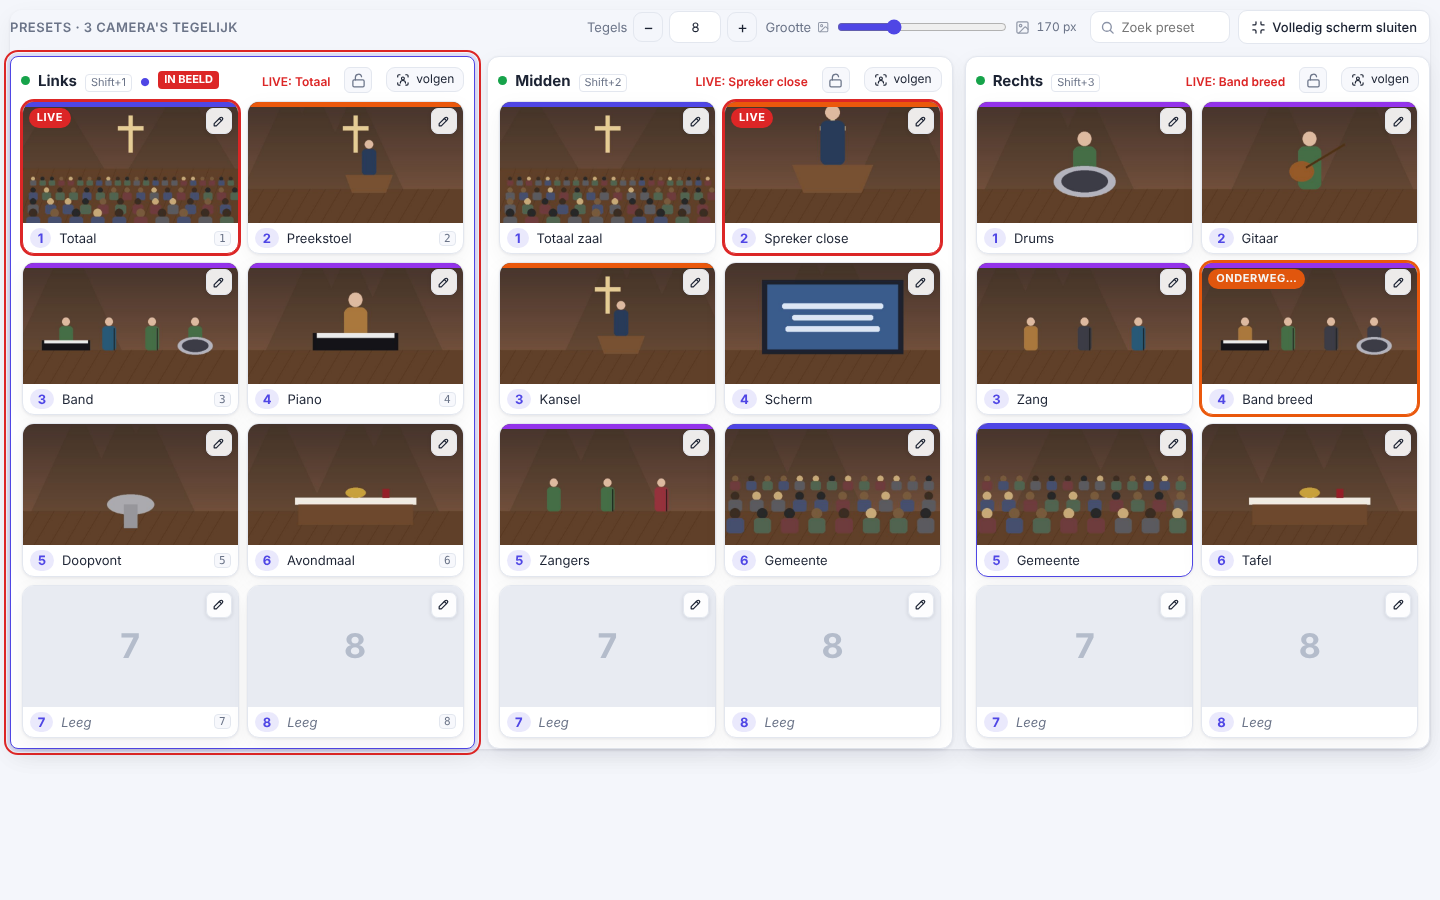 PRESETS · 3 CAMERA'S TEGELIJK
Tegels − 8 + Grootte 170 px Zoek preset Volledig scherm sluiten
Links Shift+1 IN BEELD LIVE: Totaal volgen
LIVE
1 Totaal 1
2 Preekstoel 2
3 Band 3
4 Piano 4
5 Doopvont 5
6 Avondmaal 6
7
8
7 Leeg 7
8 Leeg 8
Midden Shift+2 LIVE: Spreker close volgen
LIVE
1 Totaal zaal
2 Spreker close
3 Kansel
4 Scherm
5 Zangers
6 Gemeente
7
8
7 Leeg
8 Leeg
Rechts Shift+3 LIVE: Band breed volgen
1 Drums
2 Gitaar
ONDERWEG...
3 Zang
4 Band breed
5 Gemeente
6 Tafel
7
8
7 Leeg
8 Leeg